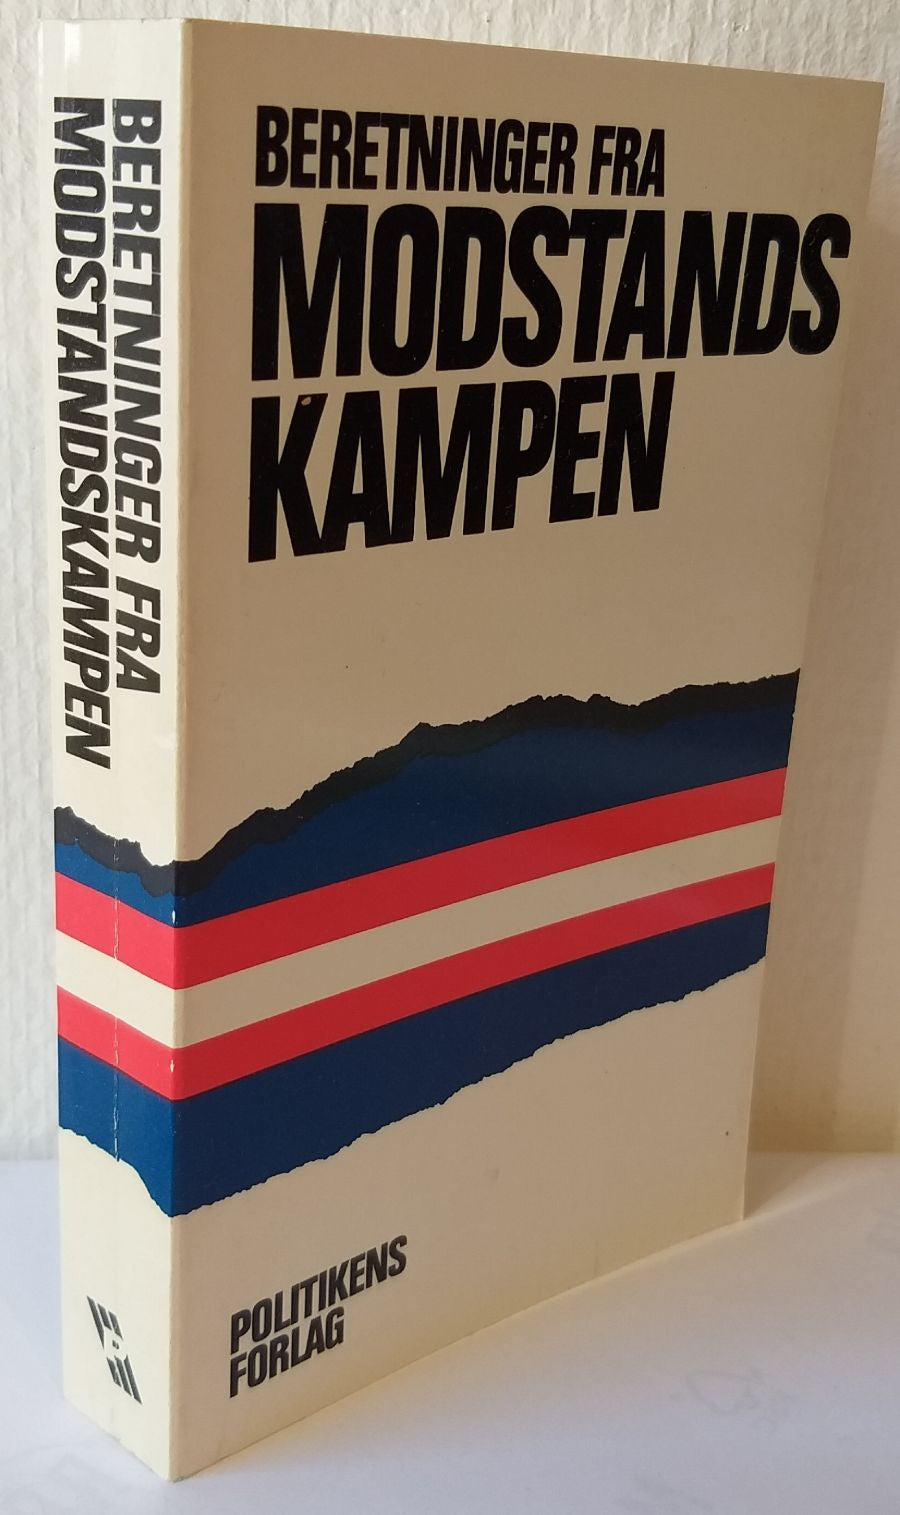 BERETNINGER FRA
MODSTANDSKAMPEN
BERETNINGER FRA
MODSTANDS
KAMPEN
POLITIKENS
FORLAG